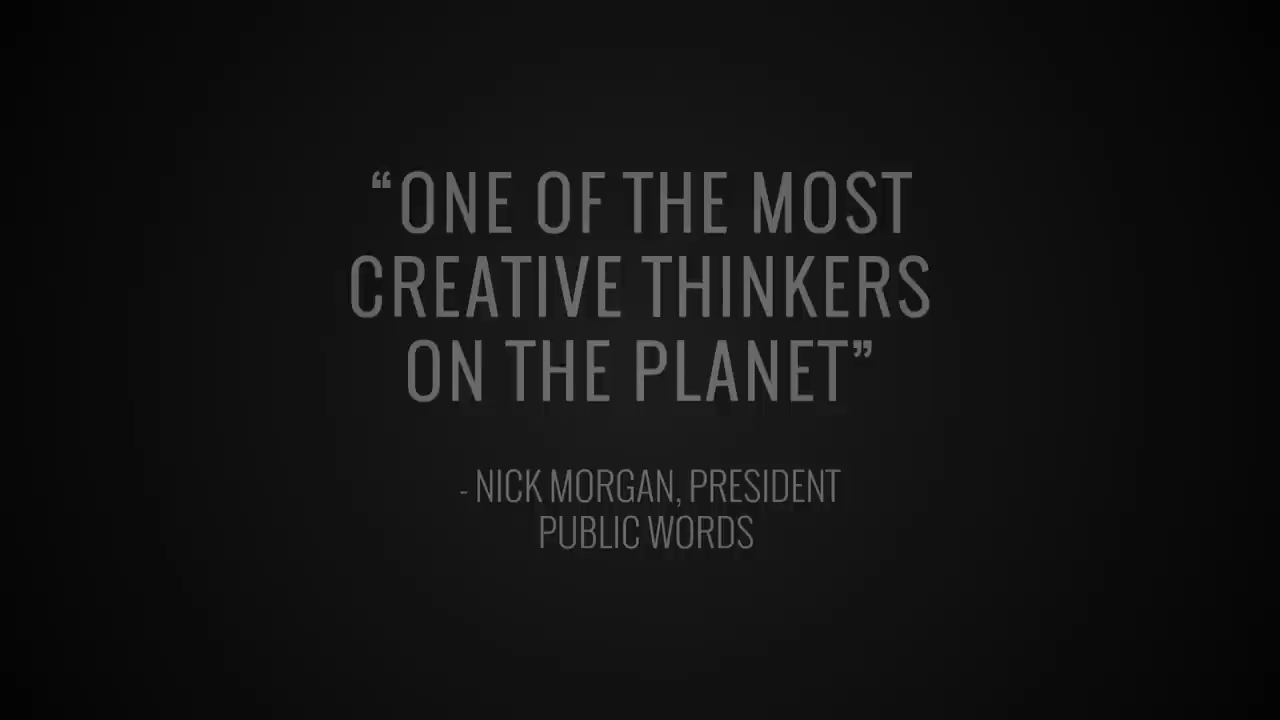 “ONE OF THE MOST
CREATIVE THINKERS
ON THE PLANET”
- NICK MORGAN, PRESIDENT
PUBLIC WORDS